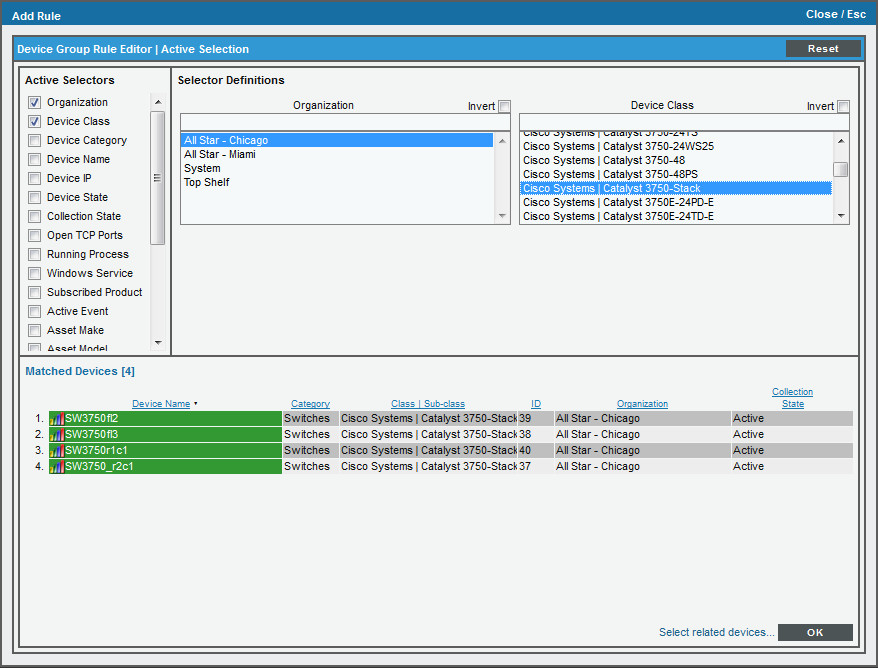 Add Rule Close / Esc
Device Group Rule Editor | Active Selection Reset
Active Selectors
Organization
Device Class
Device Category
Device Name
Device IP
Device State
Collection State
Open TCP Ports
Running Process
Windows Service
Subscribed Product
Active Event
Asset Make
Asset Model
Selector Definitions
Organization Invert
All Star - Chicago
All Star - Miami
System
Top Shelf
Device Class Invert
Cisco Systems | Catalyst 3750-24TS
Cisco Systems | Catalyst 3750-24WS25
Cisco Systems | Catalyst 3750-48
Cisco Systems | Catalyst 3750-48PS
Cisco Systems | Catalyst 3750-Stack
Cisco Systems | Catalyst 3750E-24PD-E
Cisco Systems | Catalyst 3750E-24TD-E
Matched Devices [4]
Device Name Category Class | Sub-class ID Organization Collection State
1. SW3750fl2 Switches Cisco Systems | Catalyst 3750-Stack 39 All Star - Chicago Active
2. SW3750fl3 Switches Cisco Systems | Catalyst 3750-Stack 38 All Star - Chicago Active
3. SW3750r1c1 Switches Cisco Systems | Catalyst 3750-Stack 40 All Star - Chicago Active
4. SW3750_r2c1 Switches Cisco Systems | Catalyst 3750-Stack 37 All Star - Chicago Active
Select related devices... OK